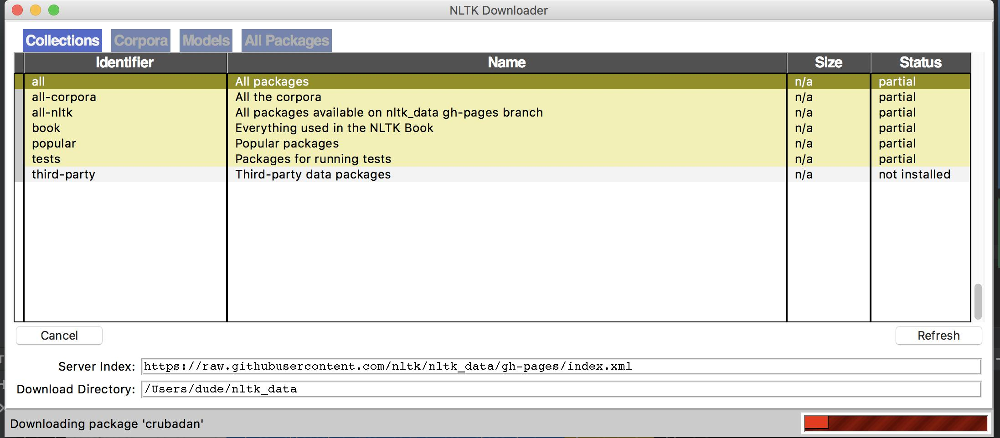 NLTK Downloader
Collections Corpora Models All Packages
Identifier Name Size Status
all All packages n/a partial
all-corpora All the corpora n/a partial
all-nltk All packages available on nltk_data gh-pages branch n/a partial
book Everything used in the NLTK Book n/a partial
popular Popular packages n/a partial
tests Packages for running tests n/a partial
third-party Third-party data packages n/a not installed
Cancel Refresh
Server Index: https://raw.githubusercontent.com/nltk/nltk_data/gh-pages/index.xml
Download Directory: /Users/dude/nltk_data
Downloading package 'crubadan'